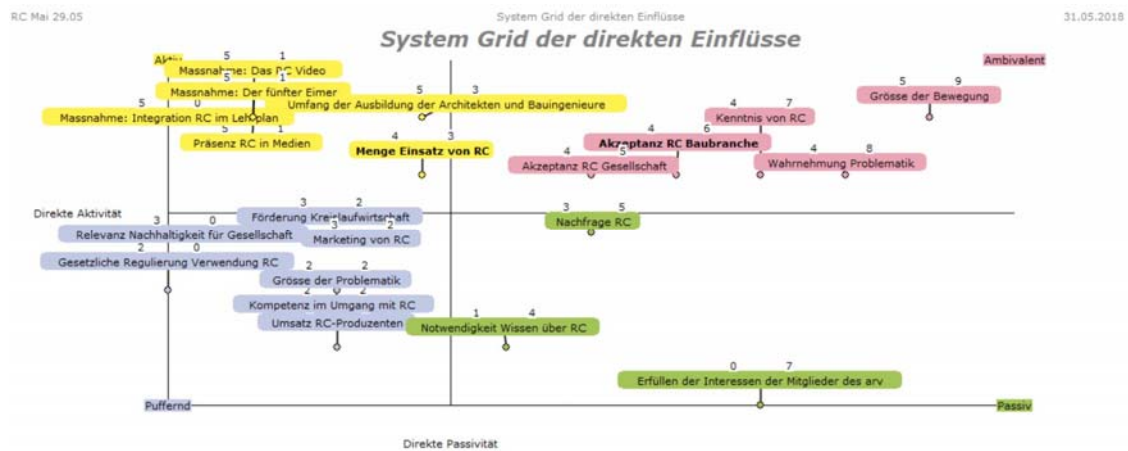 RC Mai 29.05
System Grid der direkten Einflüsse
31.05.2018
System Grid der direkten Einflüsse
Aktiv
Ambivalent
5 1
Massnahme: Das RC Video
5 1
Massnahme: Der fünfter Eimer
5 3
Umfang der Ausbildung der Architekten und Bauingenieure
5 9
Grösse der Bewegung
5 0
Massnahme: Integration RC im Lehrplan
4 7
Kenntnis von RC
5 1
Präsenz RC in Medien
4 3
Menge Einsatz von RC
4 6
Akzeptanz RC Baubranche
4 5
Akzeptanz RC Gesellschaft
4 8
Wahrnehmung Problematik
Direkte Aktivität
3 2
Förderung Kreislaufwirtschaft
3 5
Nachfrage RC
3 0
Relevanz Nachhaltigkeit für Gesellschaft
3 2
Marketing von RC
2 0
Gesetzliche Regulierung Verwendung RC
2 2
Grösse der Problematik
2 2
Kompetenz im Umgang mit RC
Umsatz RC-Produzenten
1 4
Notwendigkeit Wissen über RC
0 7
Erfüllen der Interessen der Mitglieder des arv
Puffernd
Passiv
Direkte Passivität